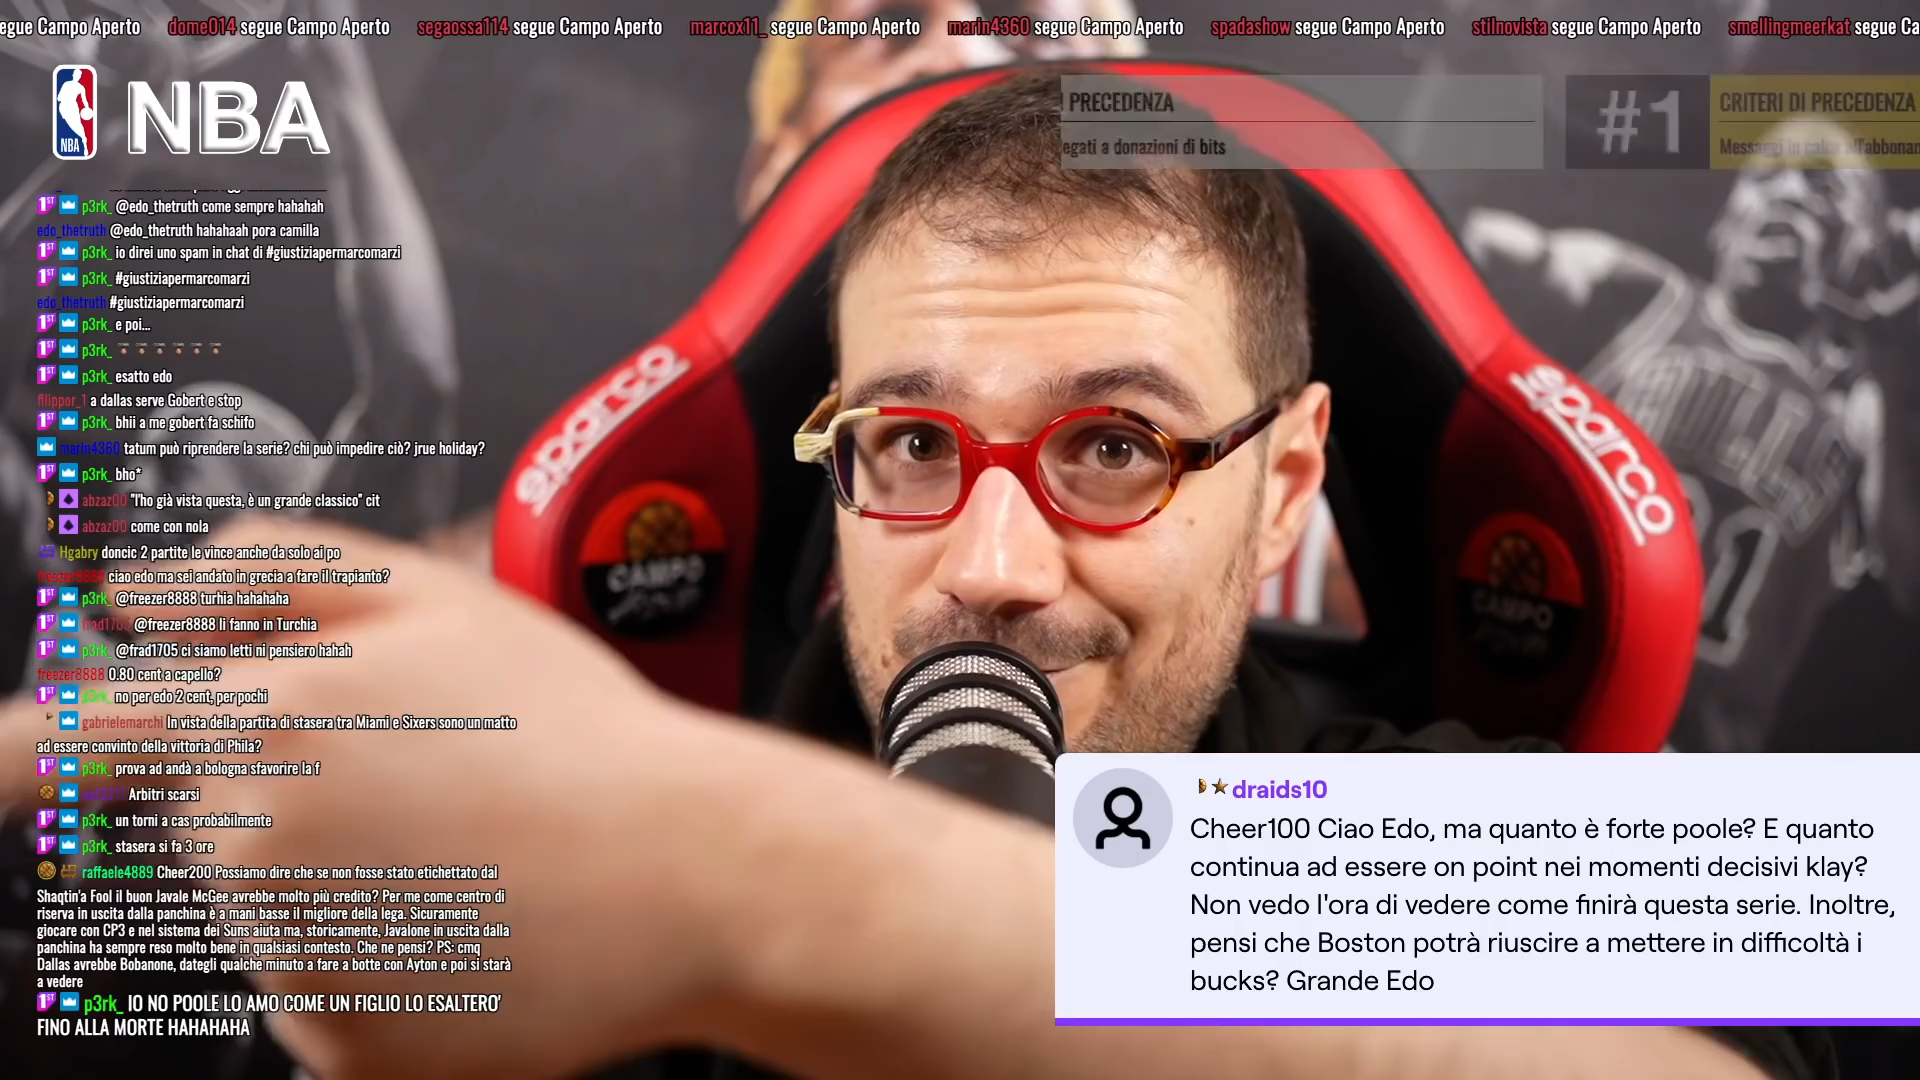 egue Campo Aperto dome014 segue Campo Aperto segaossa114 segue Campo Aperto marcox11_ segue Campo Aperto marin4360 segue Campo Aperto spadashow segue Campo Aperto stilnovista segue Campo Aperto smellingmeerkat segue Ca
PRECEDENZA
egati a donazioni di bits
#1
CRITERI DI PRECEDENZA
Messaggi in calce all'abbonam
NBA
NBA
p3rk_ @edo_thetruth come sempre hahahah
edo_thetruth @edo_thetruth hahahaah pora camilla
p3rk_ io direi uno spam in chat di #giustiziapermarcomarzi
p3rk_ #giustiziapermarcomarzi
edo_thetruth #giustiziapermarcomarzi
p3rk_ e poi...
p3rk_
p3rk_ esatto edo
filippor_1 a dallas serve Gobert e stop
p3rk_ bhii a me gobert fa schifo
marin4360 tatum può riprendere la serie? chi può impedire ciò? jrue holiday?
p3rk_ bho*
abzaz00 "l'ho già vista questa, è un grande classico" cit
abzaz00 come con nola
Hgabry doncic 2 partite le vince anche da solo ai po
freezer8888 ciao edo ma sei andato in grecia a fare il trapianto?
p3rk_ @freezer8888 turhia hahahaha
frad1705 @freezer8888 li fanno in Turchia
p3rk_ @frad1705 ci siamo letti ni pensiero hahah
freezer8888 0.80 cent a capello?
p3rk_ no per edo 2 cent, per pochi
gabrielemarchi In vista della partita di stasera tra Miami e Sixers sono un matto
ad essere convinto della vittoria di Phila?
p3rk_ prova ad andà a bologna sfavorire la f
Arbitri scarsi
p3rk_ un torni a cas probabilmente
p3rk_ stasera si fa 3 ore
raffaele4889 Cheer200 Possiamo dire che se non fosse stato etichettato dal
Shaqtin'a Fool il buon Javale McGee avrebbe molto più credito? Per me come centro di
riserva in uscita dalla panchina è a mani basse il migliore della lega. Sicuramente
giocare con CP3 e nel sistema dei Suns aiuta ma, storicamente, Javalone in uscita dalla
panchina ha sempre reso molto bene in qualsiasi contesto. Che ne pensi? PS: cmq
Dallas avrebbe Bobanone, dategli qualche minuto a fare a botte con Ayton e poi si starà
a vedere
p3rk_ IO NO POOLE LO AMO COME UN FIGLIO LO ESALTERO'
FINO ALLA MORTE HAHAHAHA
sparco
sparco
CAMPO
CAMPO
draids10
Cheer100 Ciao Edo, ma quanto è forte poole? E quanto
continua ad essere on point nei momenti decisivi klay?
Non vedo l'ora di vedere come finirà questa serie. Inoltre,
pensi che Boston potrà riuscire a mettere in difficoltà i
bucks? Grande Edo